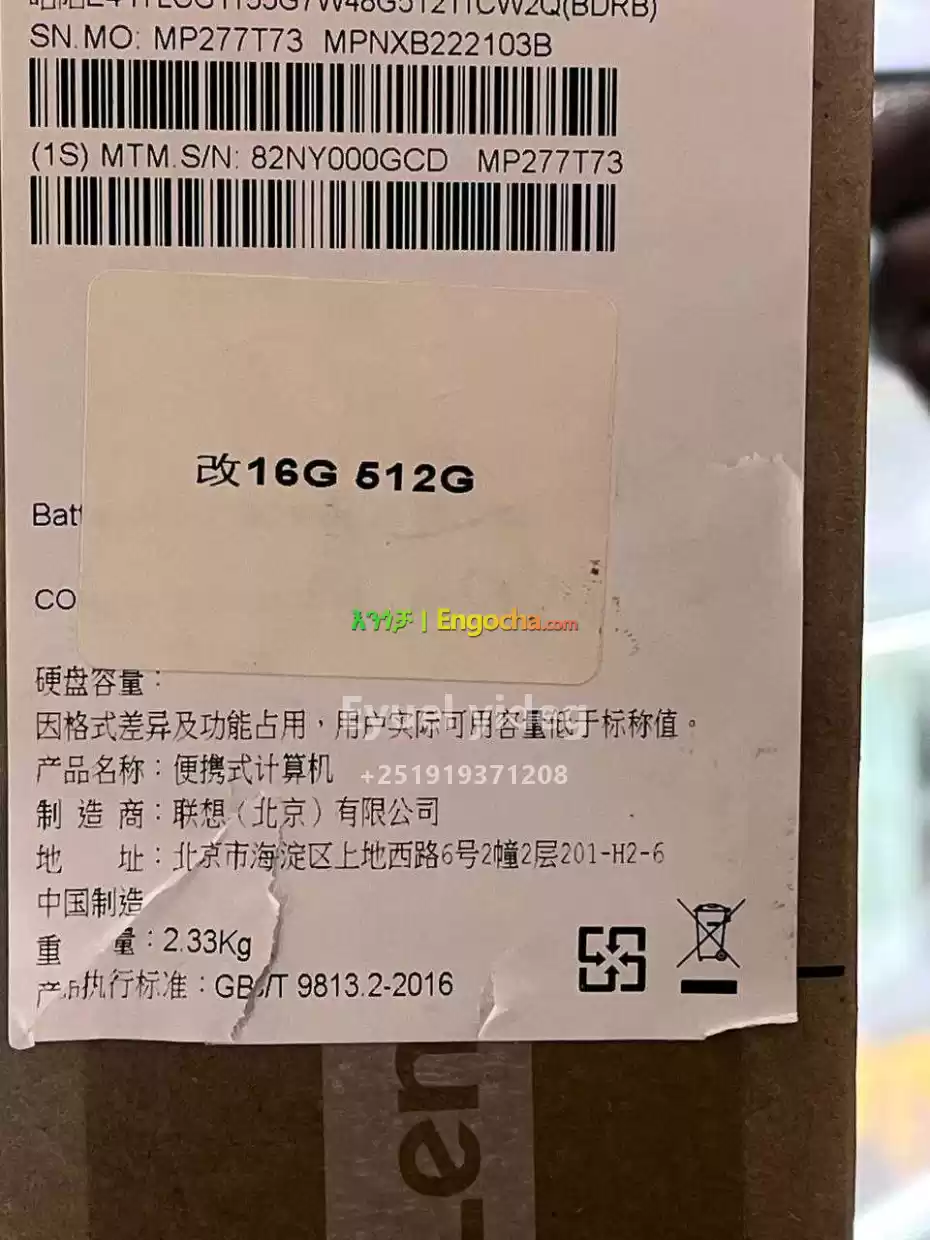 SN.MO: MP277T73 MPNXB222103B
(1S) MTM.S/N: 82NY000GCD MP277T73
改16G 512G
Bat
CO
硬盘容量：
因格式差异及功能占用，用户实际可用容量低于标称值。
产品名称：便携式计算机
制 造 商：联想（北京）有限公司
地 址：北京市海淀区上地西路6号2幢2层201-H2-6
中国制造
重 量：2.33Kg
执行标准：GB/T 9813.2-2016
እንጎቻ | Engocha.com
+251919371208
Len